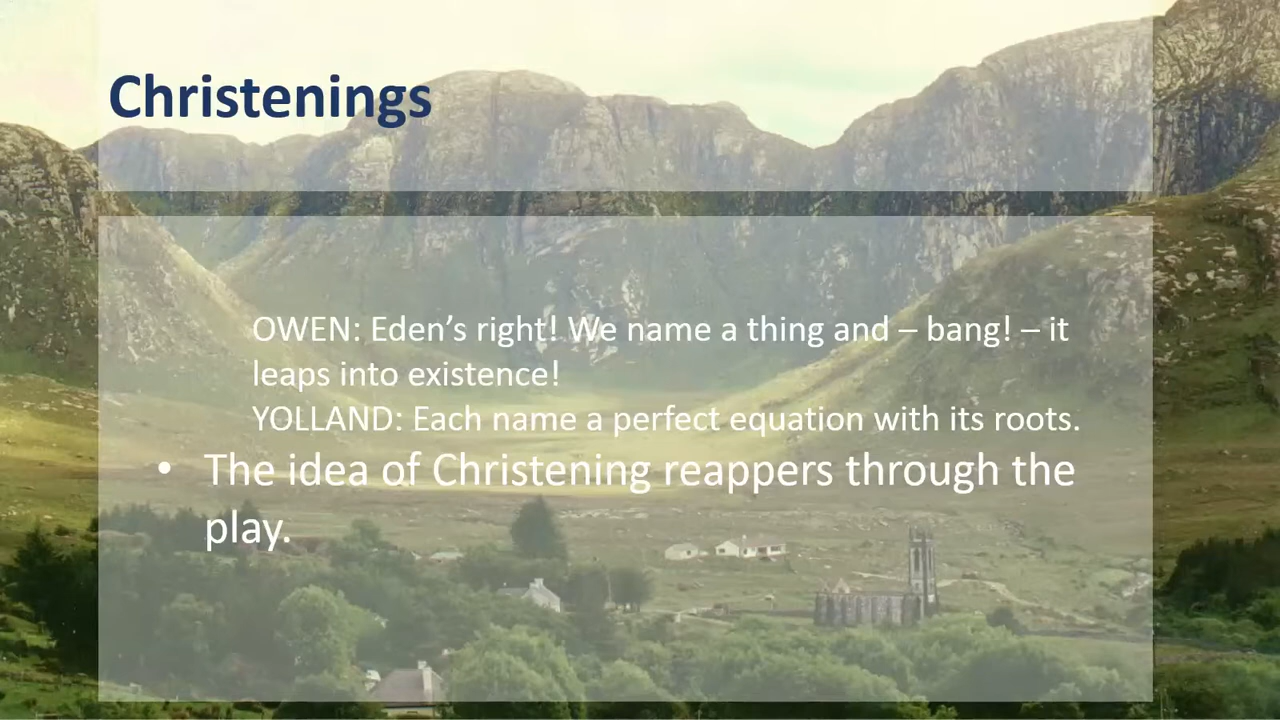 Christenings
OWEN: Eden’s right! We name a thing and – bang! – it
leaps into existence!
YOLLAND: Each name a perfect equation with its roots.
• The idea of Christening reappers through the
play.